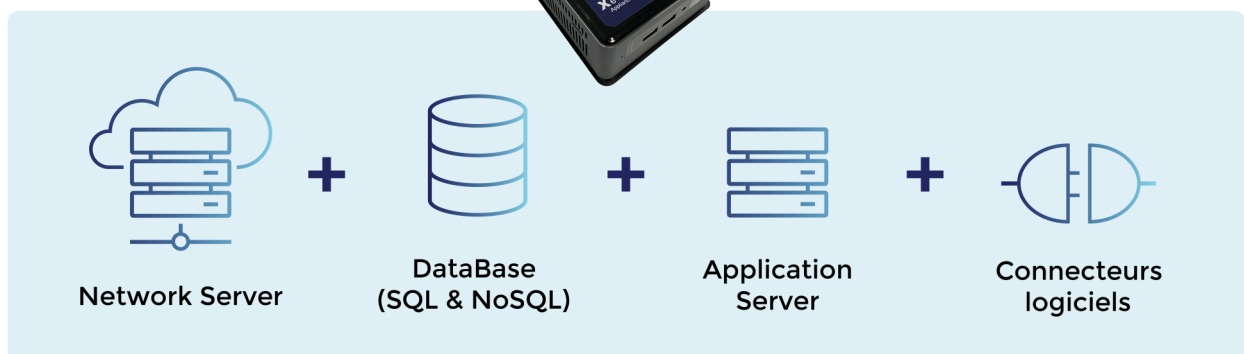 Network Server
DataBase
(SQL & NoSQL)
Application
Server
Connecteurs
logiciels